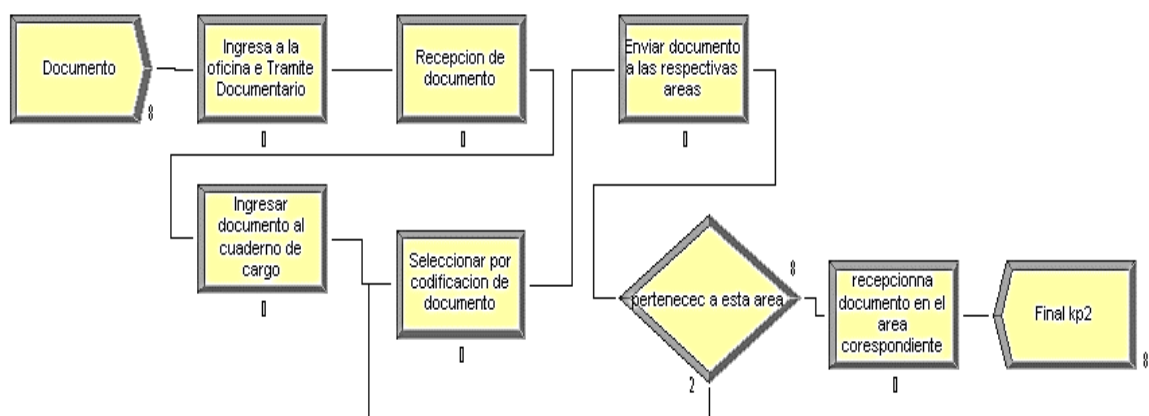 Documento
8
Ingresa a la
oficina e Tramite
Documentario
0
Recepcion de
documento
0
Ingresar
documento al
cuaderno de
cargo
0
Seleccionar por
codificacion de
documento
0
Enviar documento
a las respectivas
areas
0
pertenecec a esta area
8
2
recepcionna
documento en el
area
corespondiente
0
Final kp2
8